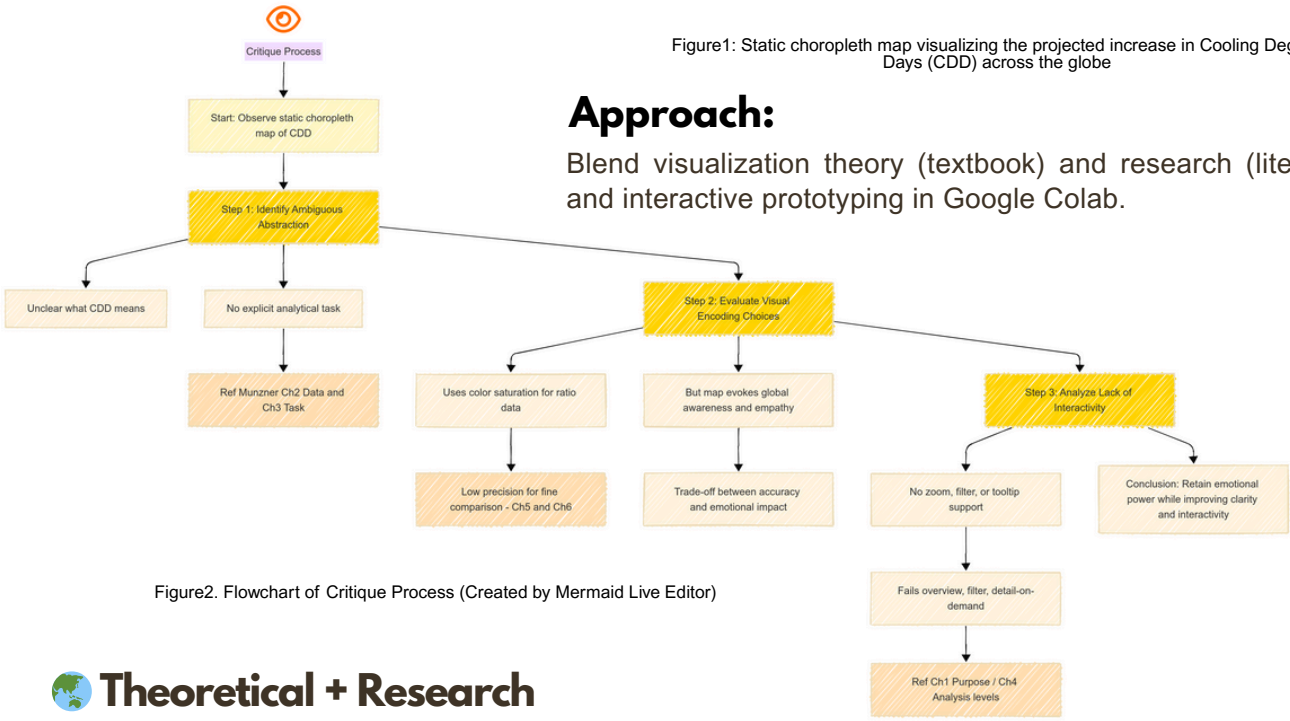 Critique Process
Start: Observe static choropleth
map of CDD
Step 1: Identify Ambiguous
Abstraction
Unclear what CDD means
No explicit analytical task
Ref Munzner Ch2 Data and
Ch3 Task
Step 2: Evaluate Visual
Encoding Choices
Uses color saturation for ratio
data
Low precision for fine
comparison - Ch5 and Ch6
But map evokes global
awareness and empathy
Trade-off between accuracy
and emotional impact
Step 3: Analyze Lack of
Interactivity
No zoom, filter, or tooltip
support
Fails overview, filter, detail-on-
demand
Ref Ch1 Purpose / Ch4
Analysis levels
Conclusion: Retain emotional
power while improving clarity
and interactivity
Figure2. Flowchart of Critique Process (Created by Mermaid Live Editor)
Figure1: Static choropleth map visualizing the projected increase in Cooling Deg
Days (CDD) across the globe
Approach:
Blend visualization theory (textbook) and research (lite
and interactive prototyping in Google Colab.
Theoretical + Research